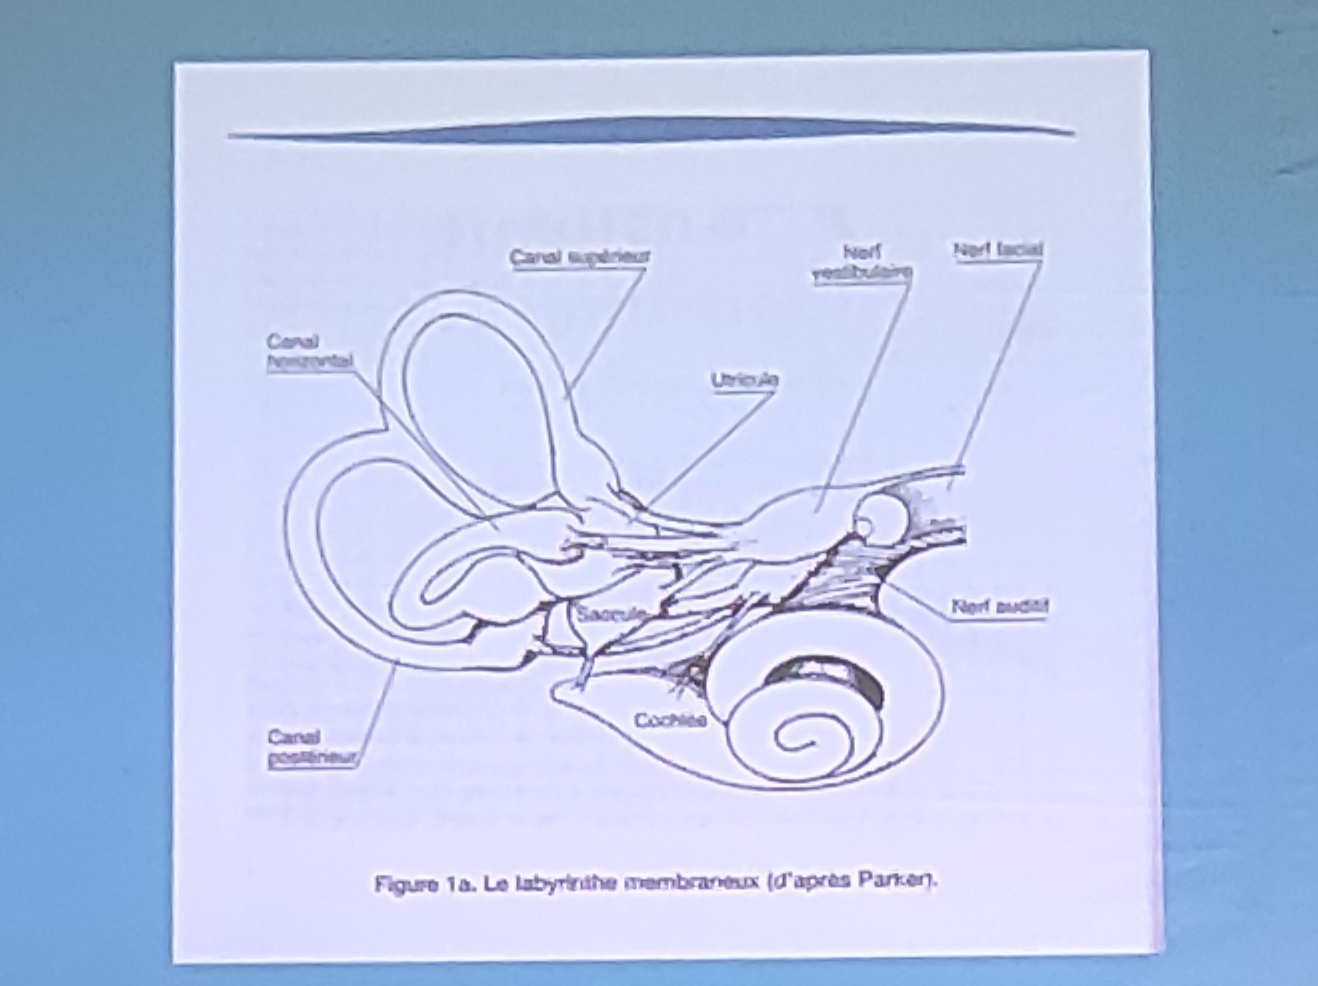 Canal supérieur
Nerf
vestibulaire
Nerf facial
Canal
horizontal
Utricule
Saccule
Nerf auditif
Cochlée
Canal
postérieur
Figure 1a. Le labyrinthe membraneux (d'après Parker).